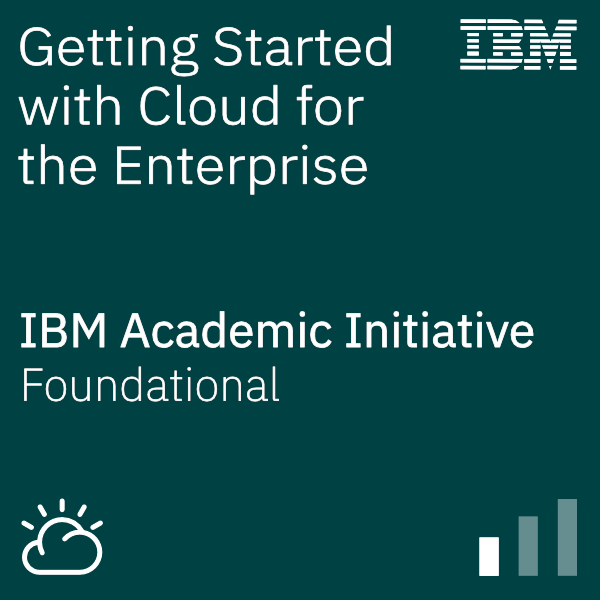 Getting Started
IBM
with Cloud for
the Enterprise
IBM Academic Initiative
Foundational